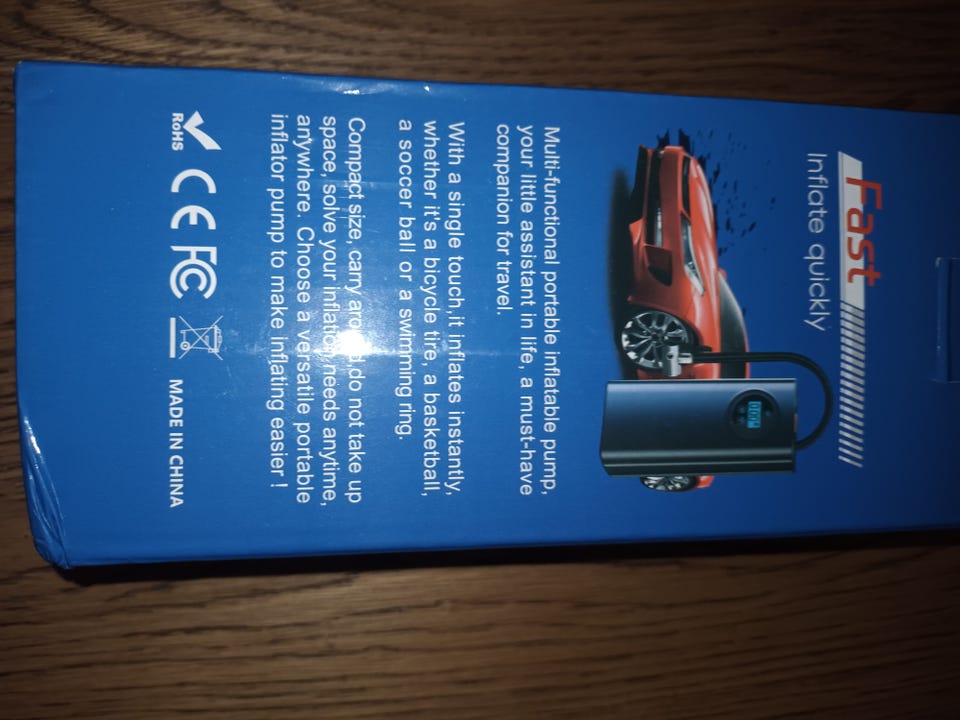 Fast
Inflate quickly
Multi-functional portable inflatable pump,
your little assistant in life, a must-have
companion for travel.
With a single touch,it inflates instantly,
whether it's a bicycle tire, a basketball,
a soccer ball or a swimming ring.
Compact size, carry do not take up
space, solve your needs anytime,
anywhere. Choose a versatile portable
inflator pump to make inflating easier !
RoHS CE FC MADE IN CHINA